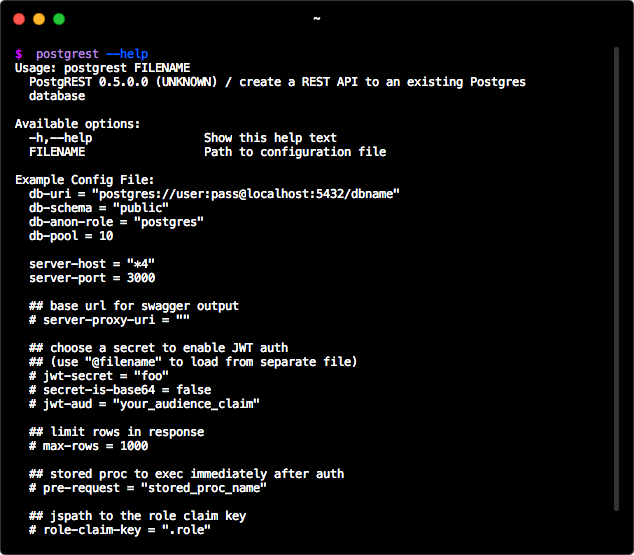 ~
$ postgrest --help
Usage: postgrest FILENAME
  PostgREST 0.5.0.0 (UNKNOWN) / create a REST API to an existing Postgres
  database

Available options:
  -h,--help                Show this help text
  FILENAME                 Path to configuration file

Example Config File:
  db-uri = "postgres://user:pass@localhost:5432/dbname"
  db-schema = "public"
  db-anon-role = "postgres"
  db-pool = 10

  server-host = "*4"
  server-port = 3000

  ## base url for swagger output
  # server-proxy-uri = ""

  ## choose a secret to enable JWT auth
  ## (use "@filename" to load from separate file)
  # jwt-secret = "foo"
  # secret-is-base64 = false
  # jwt-aud = "your_audience_claim"

  ## limit rows in response
  # max-rows = 1000

  ## stored proc to exec immediately after auth
  # pre-request = "stored_proc_name"

  ## jspath to the role claim key
  # role-claim-key = ".role"